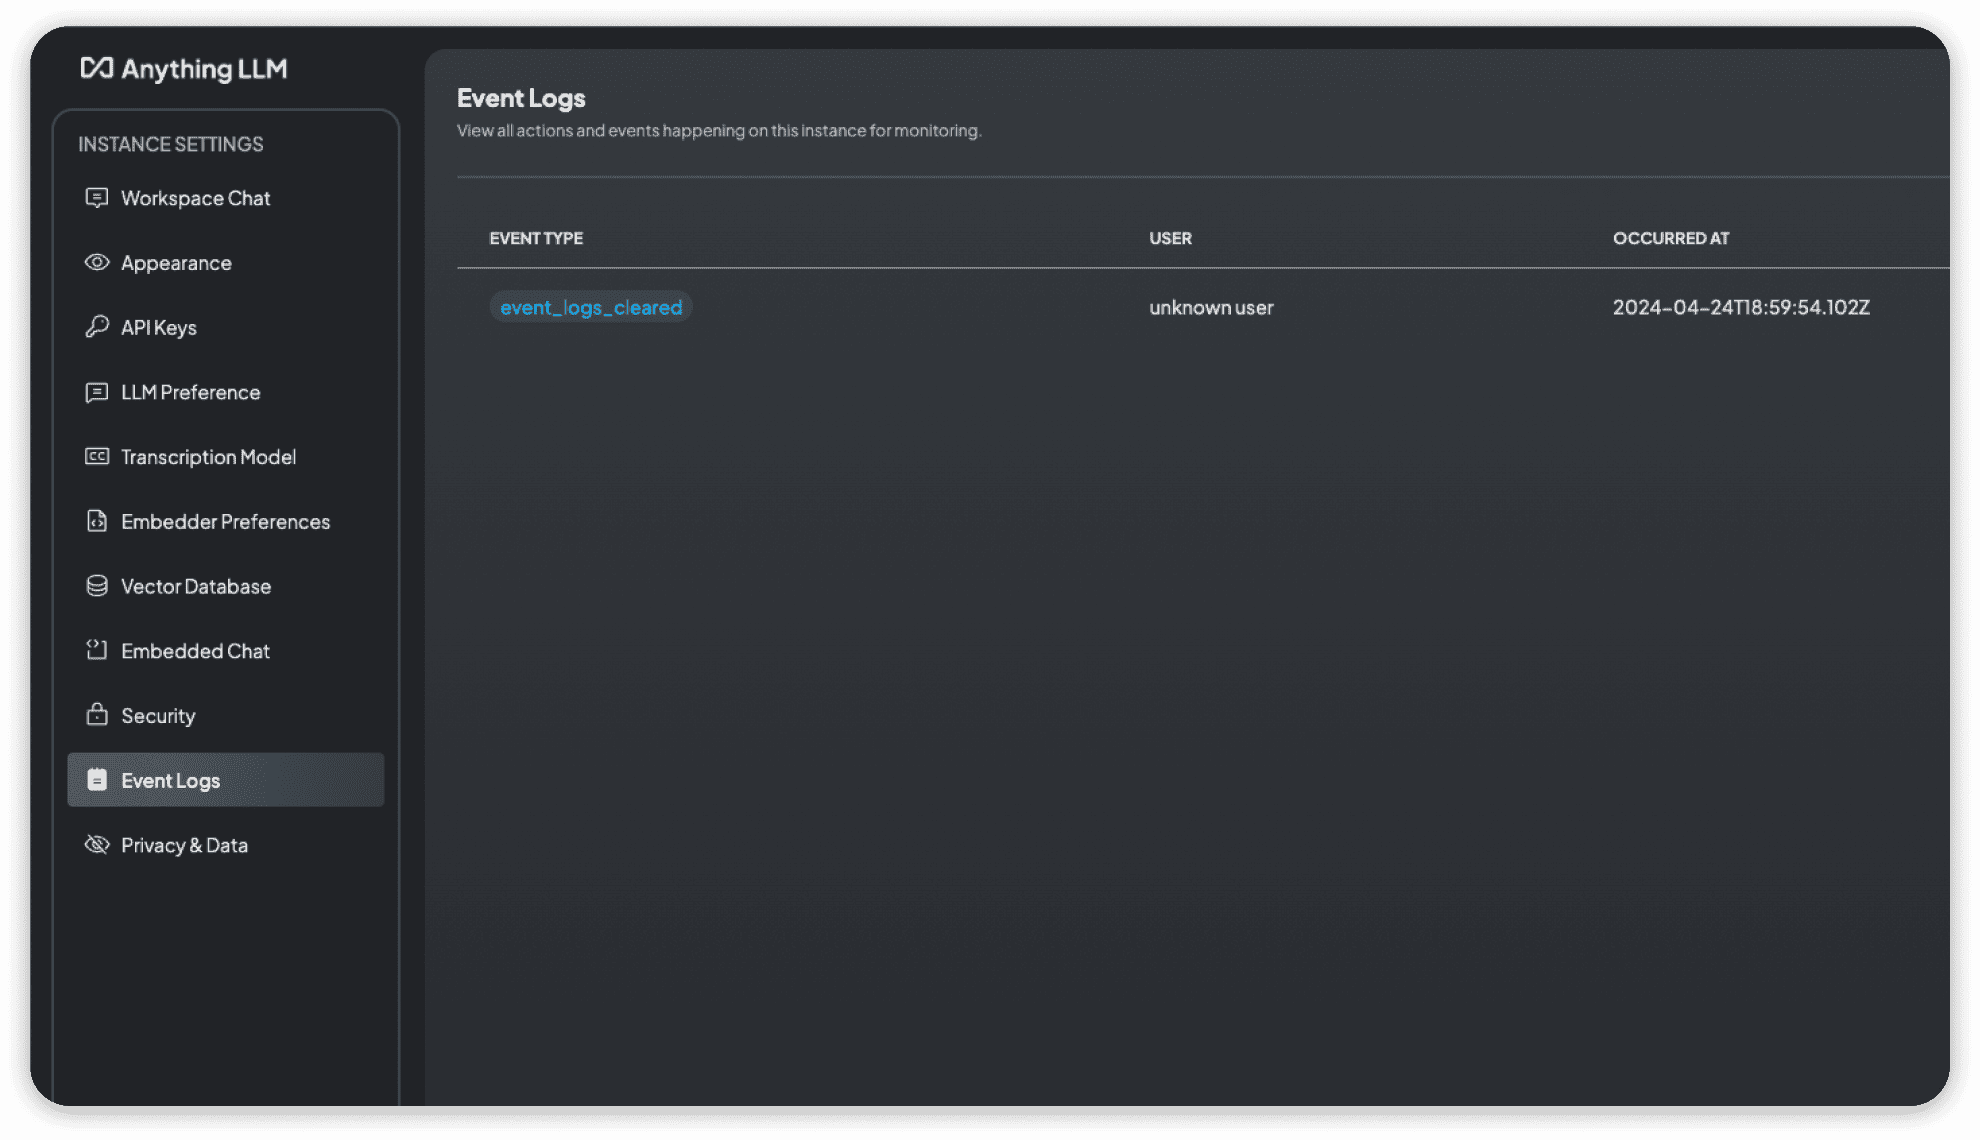 Anything LLM
INSTANCE SETTINGS
Workspace Chat
Appearance
API Keys
LLM Preference
Transcription Model
Embedder Preferences
Vector Database
Embedded Chat
Security
Event Logs
Privacy & Data
Event Logs
View all actions and events happening on this instance for monitoring.
EVENT TYPE USER OCCURRED AT
event_logs_cleared unknown user 2024-04-24T18:59:54.102Z